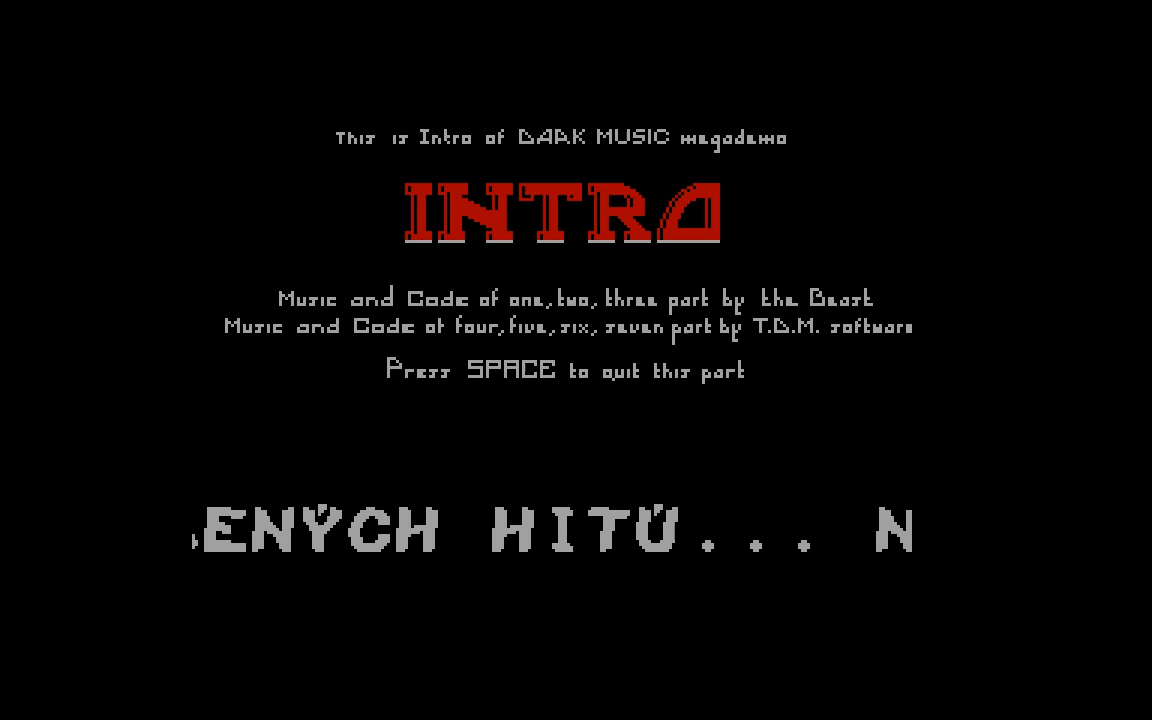 This is Intro of DARK MUSIC megademo
INTRO
Music and Code of one,two,three part by the Beast
Music and Code of four,five,six,seven part by T.D.M. software
Press SPACE to quit this part
ENÝCH HITÚ... N